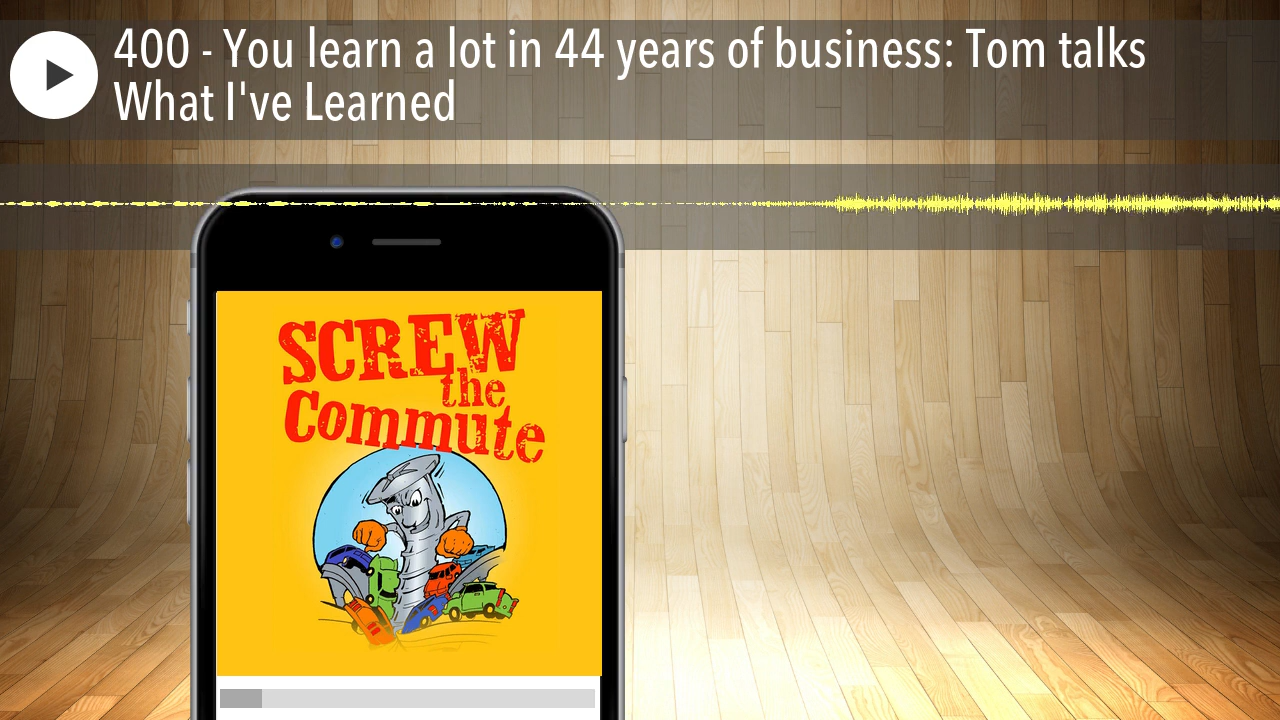 400 - You learn a lot in 44 years of business: Tom talks
What I've Learned
SCREW
the
Commute